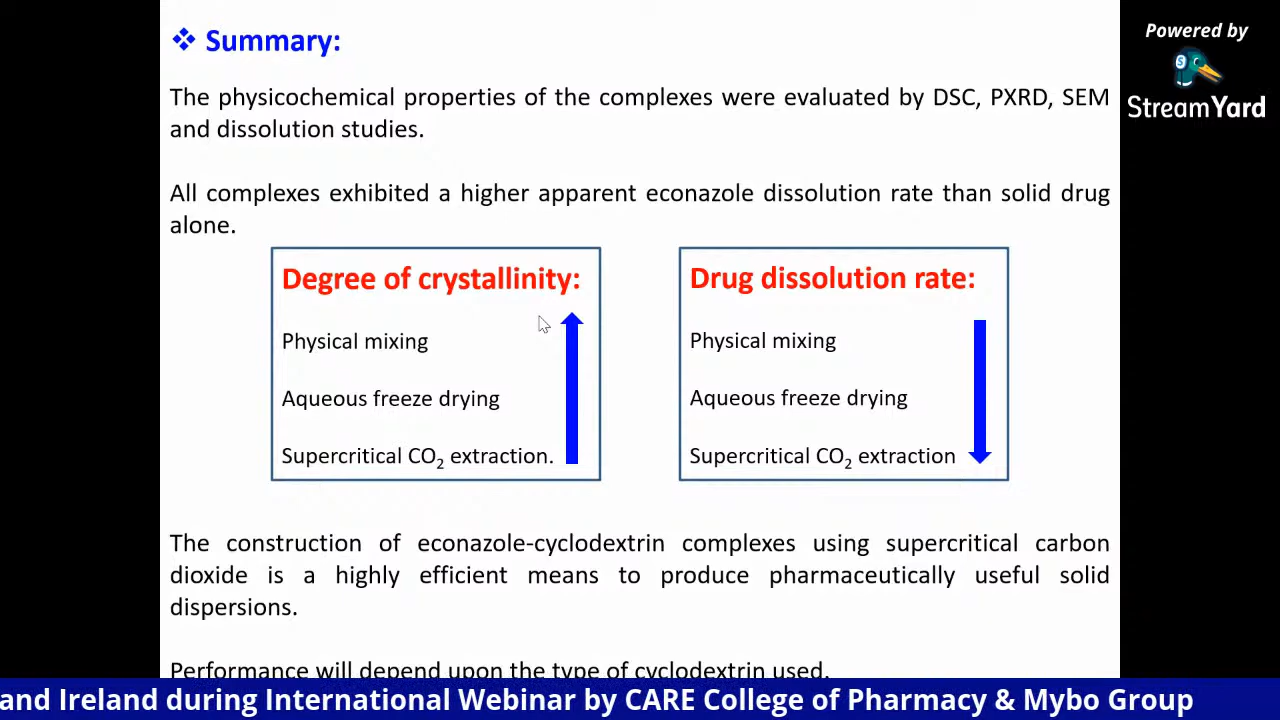 ❖ Summary:
Powered by
StreamYard
The physicochemical properties of the complexes were evaluated by DSC, PXRD, SEM
and dissolution studies.
All complexes exhibited a higher apparent econazole dissolution rate than solid drug
alone.
Degree of crystallinity:
Physical mixing
Aqueous freeze drying
Supercritical CO₂ extraction.
Drug dissolution rate:
Physical mixing
Aqueous freeze drying
Supercritical CO₂ extraction
The construction of econazole-cyclodextrin complexes using supercritical carbon
dioxide is a highly efficient means to produce pharmaceutically useful solid
dispersions.
Performance will depend upon the type of cyclodextrin used.
and Ireland during International Webinar by CARE College of Pharmacy & Mybo Group